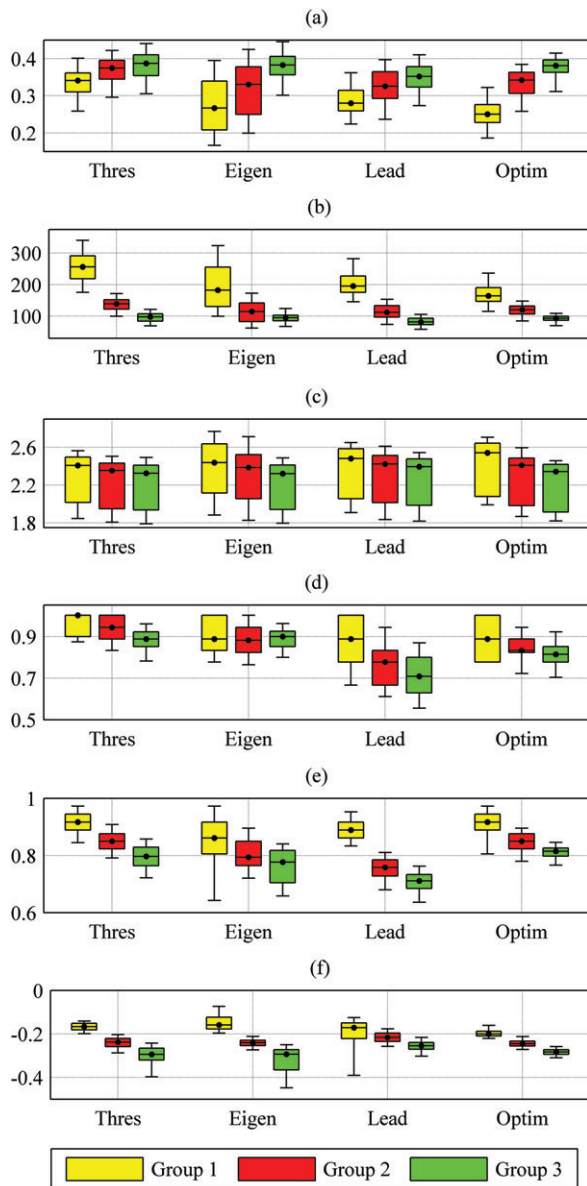 (a)
0.4
0.3
0.2
Thres Eigen Lead Optim
(b)
300
200
100
Thres Eigen Lead Optim
(c)
2.6
2.2
1.8
Thres Eigen Lead Optim
(d)
0.9
0.7
0.5
Thres Eigen Lead Optim
(e)
1
0.8
0.6
Thres Eigen Lead Optim
(f)
0
-0.2
-0.4
Thres Eigen Lead Optim
Group 1 Group 2 Group 3